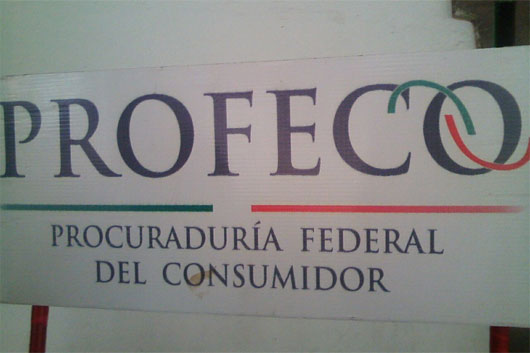 PROFECO
PROCURADURÍA FEDERAL
DEL CONSUMIDOR